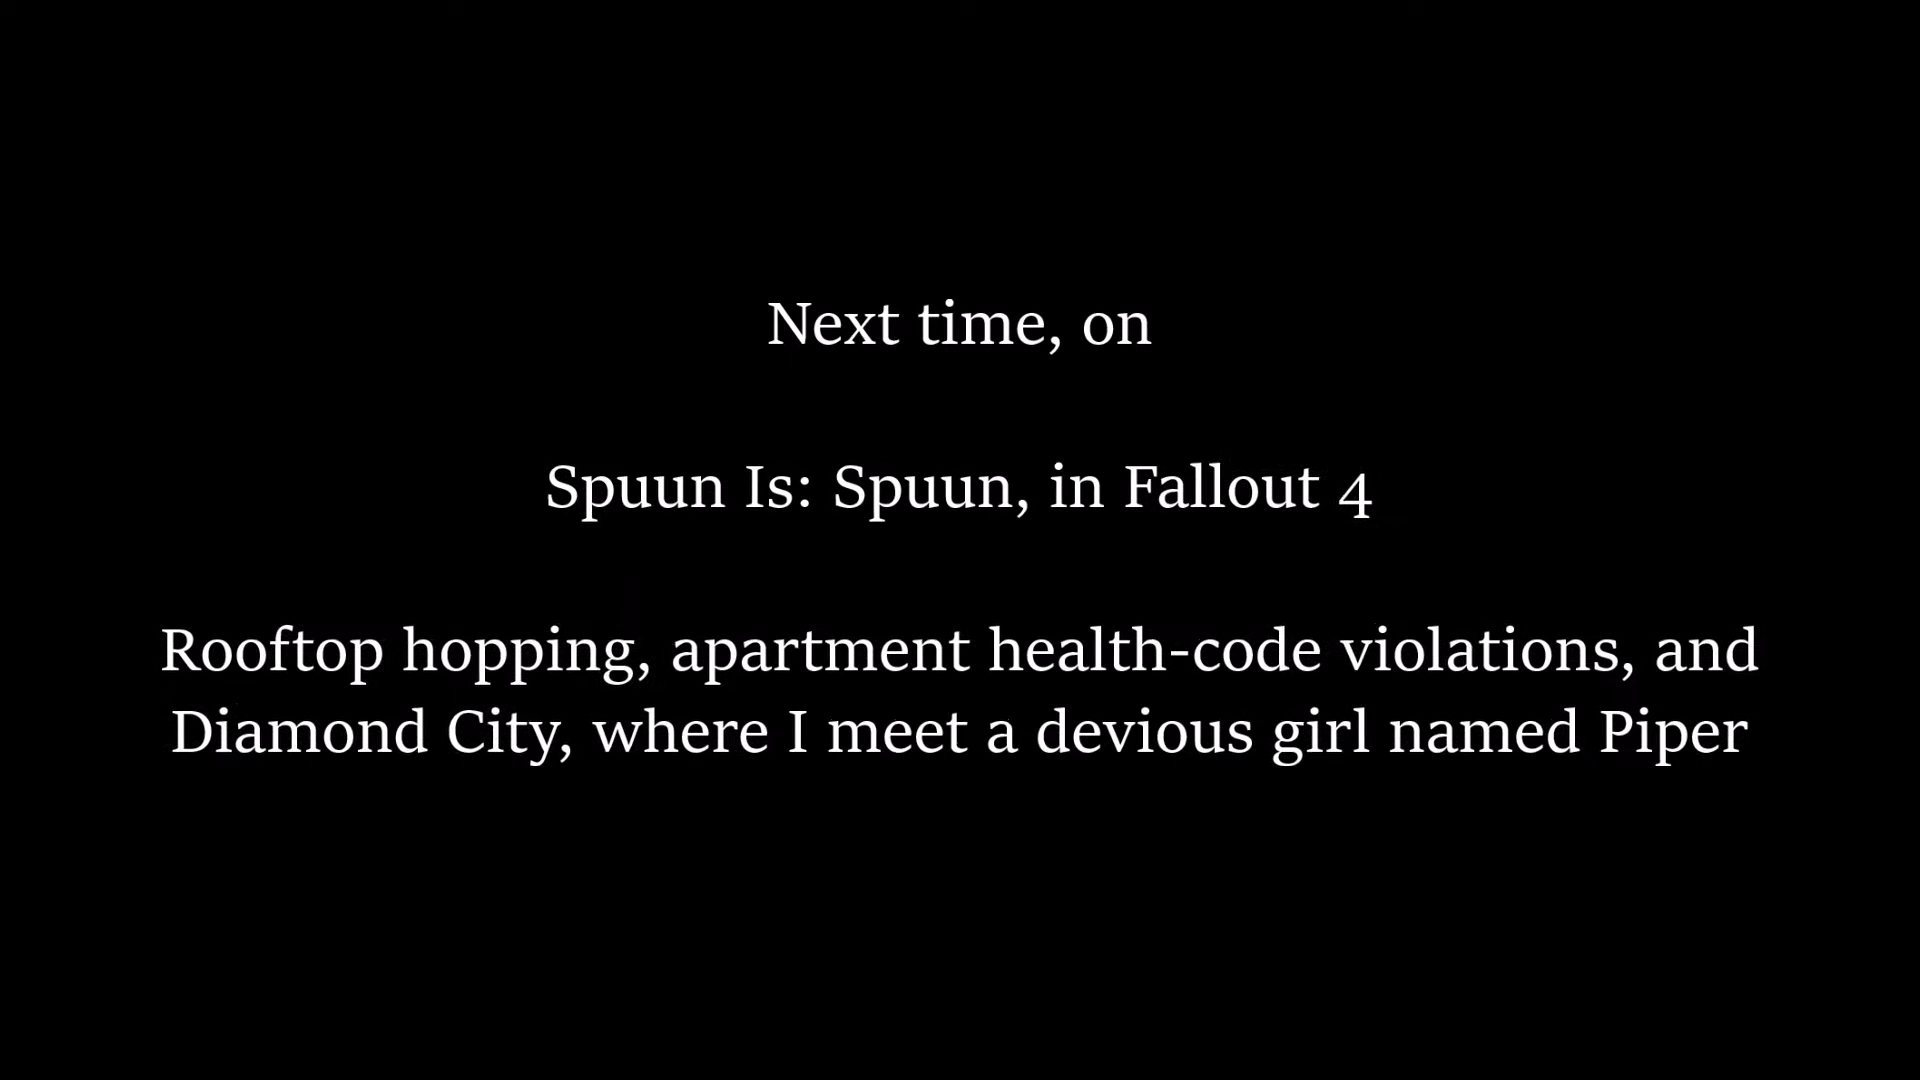 Next time, on
Spuun Is: Spuun, in Fallout 4
Rooftop hopping, apartment health-code violations, and
Diamond City, where I meet a devious girl named Piper